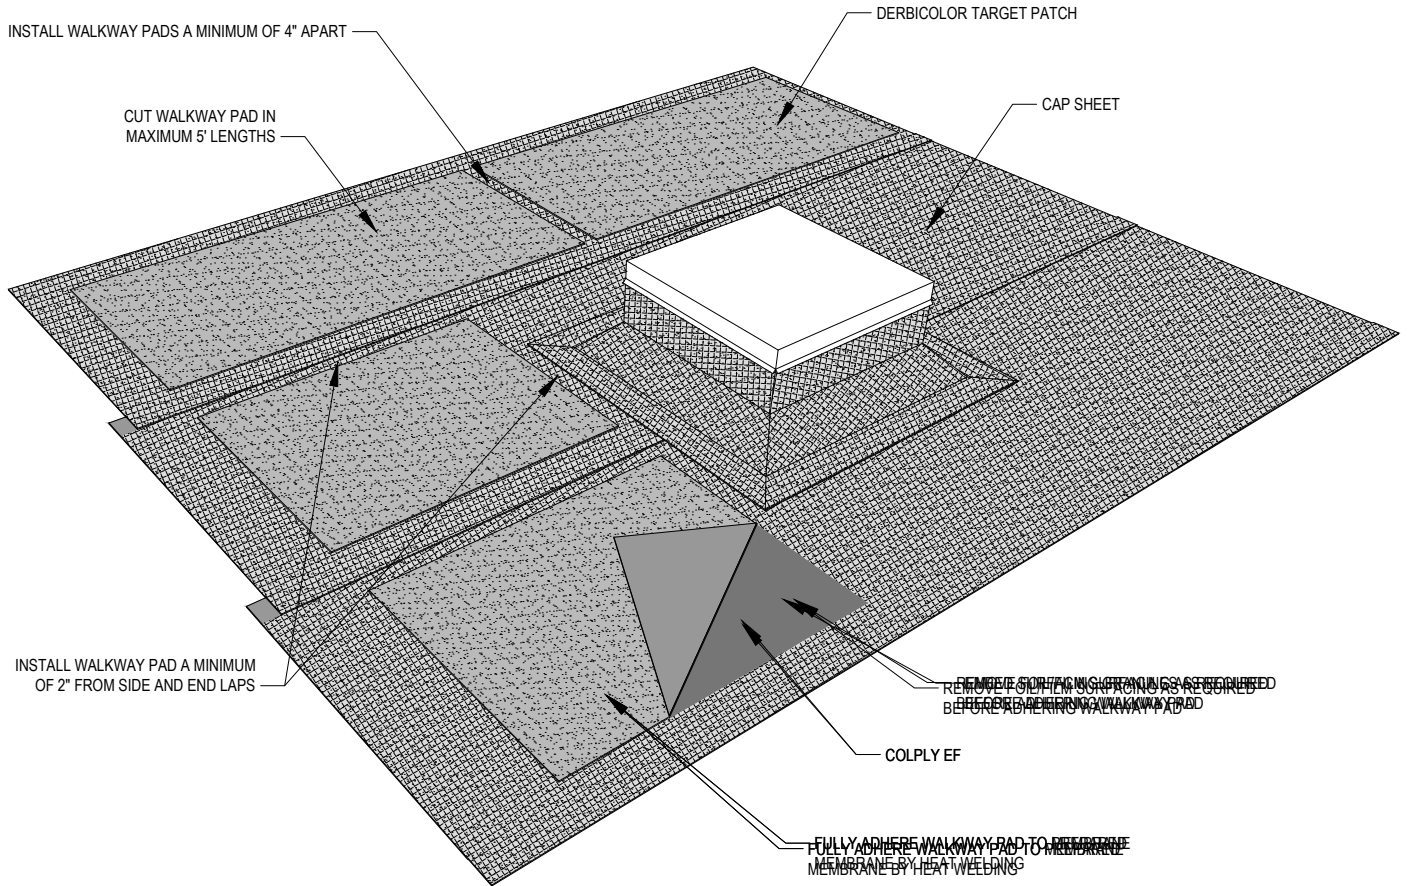 DERBICOLOR TARGET PATCH
INSTALL WALKWAY PADS A MINIMUM OF 4" APART
CAP SHEET
CUT WALKWAY PAD IN
MAXIMUM 5' LENGTHS
INSTALL WALKWAY PAD A MINIMUM
OF 2" FROM SIDE AND END LAPS
REMOVE FOIL/FILM SURFACING AS REQUIRED
BEFORE ADHERING WALKWAY PAD
COLPLY EF
FULLY ADHERE WALKWAY PAD TO
MEMBRANE BY HEAT WELDING